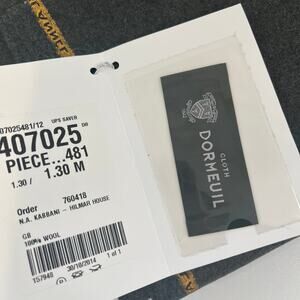 07025481/12 UPS SAVER
407025
PIECE...481
1.30 / 1.30 M
Order 760418
N.A. KABBANI - HILMAR HOUSE
GB
100%s WOOL
157948 30/10/2014 1 of 1
CLOTH
DORMEUIL